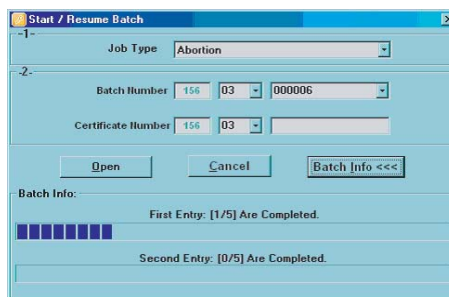 Start / Resume Batch
-1-
Job Type Abortion
-2-
Batch Number 156 03 000006
Certificate Number 156 03
Open Cancel Batch Info <<<
Batch Info:
First Entry: [1/5] Are Completed.
Second Entry: [0/5] Are Completed.